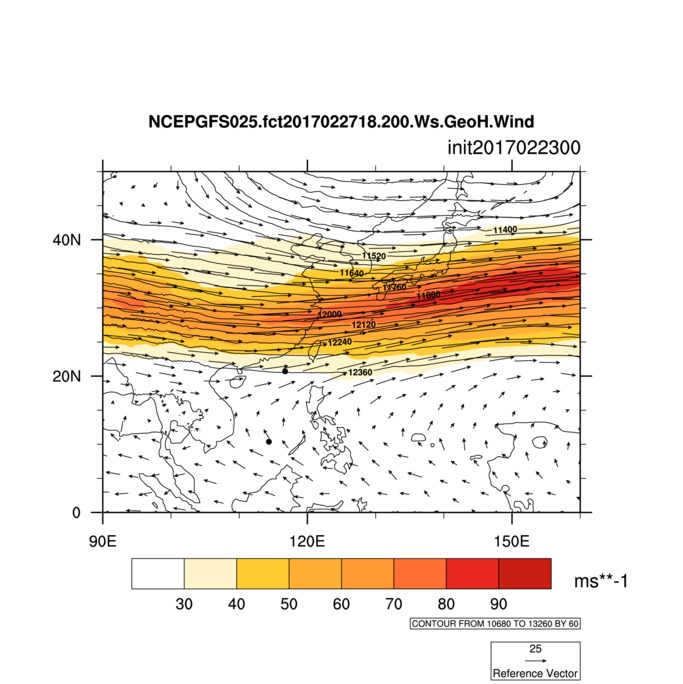 NCEPGFS025.fct2017022718.200.Ws.GeoH.Wind
init2017022300
11400
40N
11520
11640
11760
11880
12000
12120
12240
20N
12360
0
90E 120E 150E
ms**-1
30 40 50 60 70 80 90
CONTOUR FROM 10680 TO 13260 BY 60
25
Reference Vector